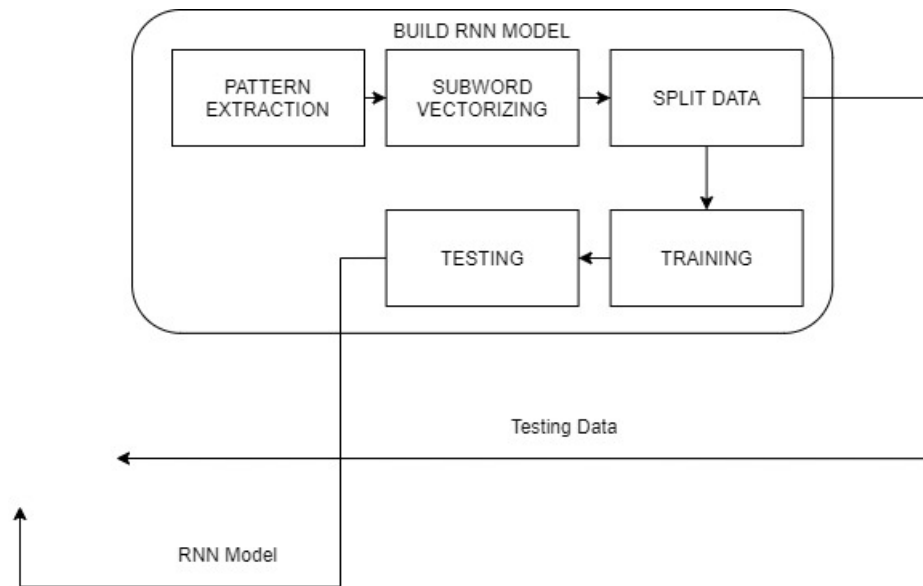 BUILD RNN MODEL
PATTERN
EXTRACTION
SUBWORD
VECTORIZING
SPLIT DATA
TESTING
TRAINING
Testing Data
RNN Model